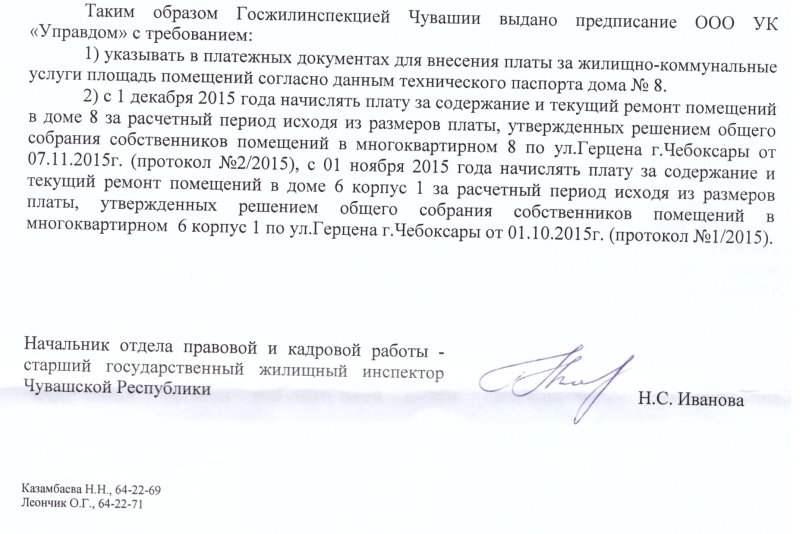 Таким образом Госжилинспекцией Чувашии выдано предписание ООО УК
«Управдом» с требованием:
1) указывать в платежных документах для внесения платы за жилищно-коммунальные
услуги площадь помещений согласно данным технического паспорта дома № 8.
2) с 1 декабря 2015 года начислять плату за содержание и текущий ремонт помещений
в доме 8 за расчетный период исходя из размеров платы, утвержденных решением общего
собрания собственников помещений в многоквартирном 8 по ул.Герцена г.Чебоксары от
07.11.2015г. (протокол №2/2015), с 01 ноября 2015 года начислять плату за содержание и
текущий ремонт помещений в доме 6 корпус 1 за расчетный период исходя из размеров
платы, утвержденных решением общего собрания собственников помещений в
многоквартирном 6 корпус 1 по ул.Герцена г.Чебоксары от 01.10.2015г. (протокол №1/2015).
Начальник отдела правовой и кадровой работы -
старший государственный жилищный инспектор
Чувашской Республики
Н.С. Иванова
Казамбаева Н.Н., 64-22-69
Леончик О.Г., 64-22-71